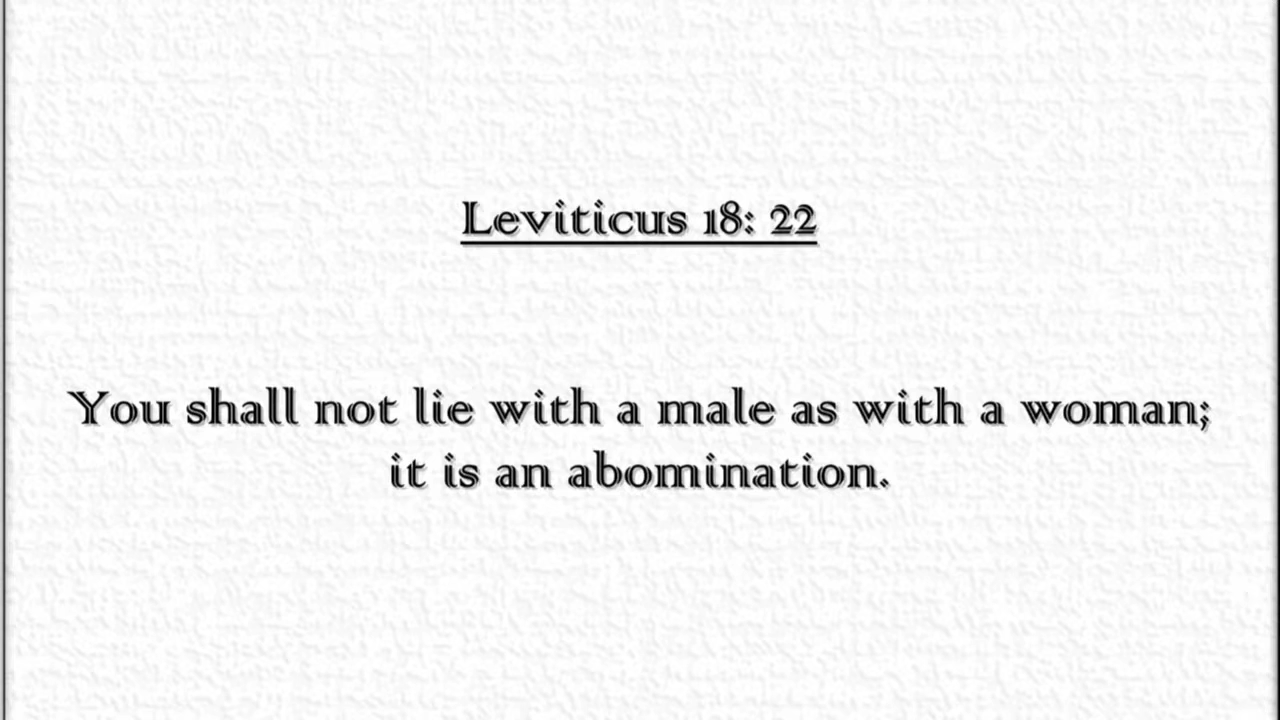 Leviticus 18: 22
You shall not lie with a male as with a woman;
it is an abomination.